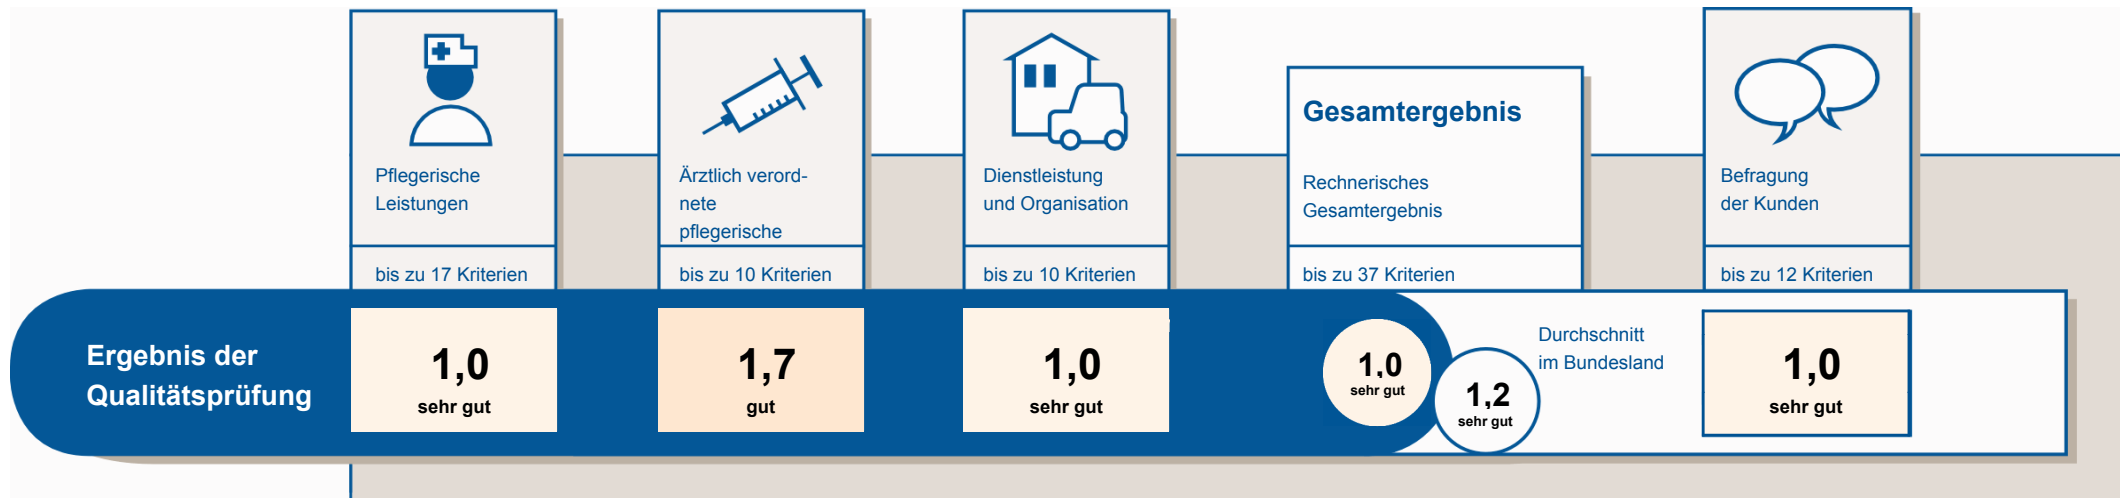 Pflegerische
Leistungen
bis zu 17 Kriterien
Ärztlich verord-
nete
pflegerische
bis zu 10 Kriterien
Dienstleistung
und Organisation
bis zu 10 Kriterien
Gesamtergebnis
Rechnerisches
Gesamtergebnis
bis zu 37 Kriterien
Befragung
der Kunden
bis zu 12 Kriterien
Ergebnis der
Qualitätsprüfung
1,0
sehr gut
1,7
gut
1,0
sehr gut
1,0
sehr gut
1,2
sehr gut
Durchschnitt
im Bundesland
1,0
sehr gut